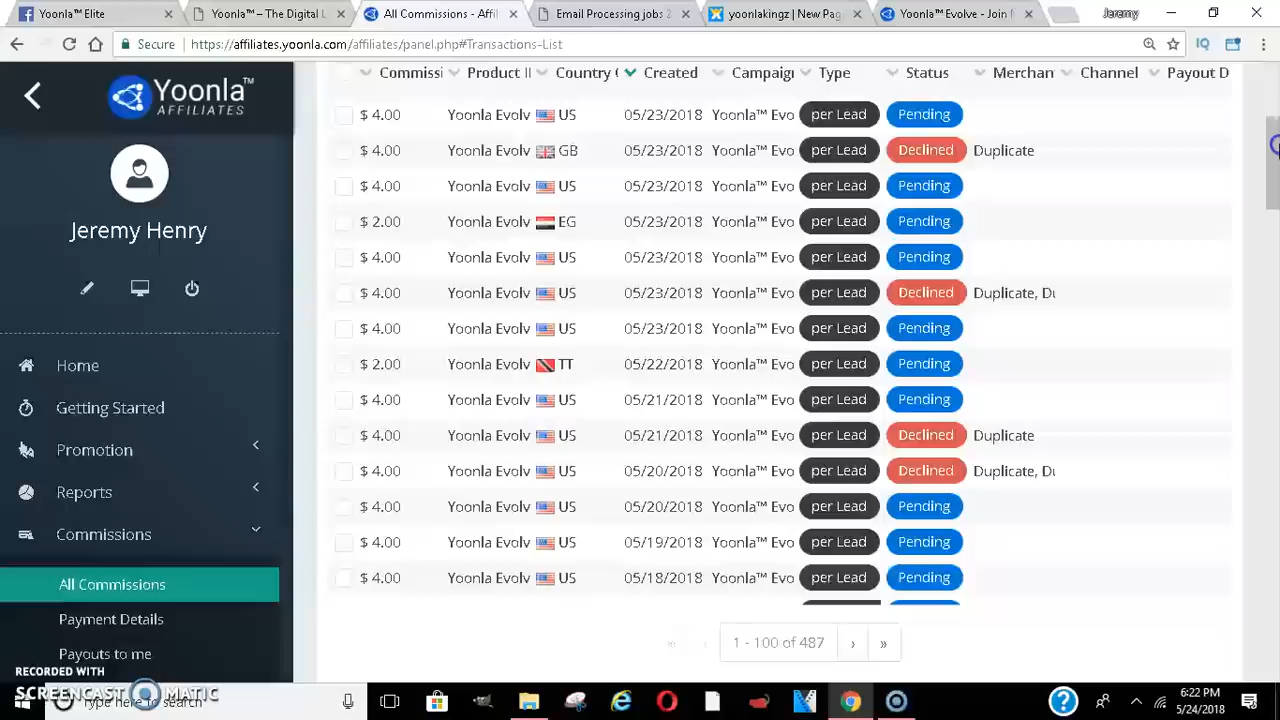 Yoonla™ Elite
Yoonla™ – The Digital L
All Commissions - Affil
Email Processing jobs 2
yoonlakingz | New Pag
Yoonla™ Evolve - Join F
Jeremy
Secure
https://affiliates.yoonla.com/affiliates/panel.php#Transactions-List
Yoonla™
AFFILIATES
Jeremy Henry
Home
Getting Started
Promotion
Reports
Commissions
All Commissions
Payment Details
Payouts to me
Commissi Product I Country ( Created Campaig Type Status Merchan Channel Payout D
$ 4.00 Yoonla Evolv US 05/23/2018 Yoonla™ Evo per Lead Pending
$ 4.00 Yoonla Evolv GB 05/23/2018 Yoonla™ Evo per Lead Declined Duplicate
$ 4.00 Yoonla Evolv US 05/23/2018 Yoonla™ Evo per Lead Pending
$ 2.00 Yoonla Evolv EG 05/23/2018 Yoonla™ Evo per Lead Pending
$ 4.00 Yoonla Evolv US 05/23/2018 Yoonla™ Evo per Lead Pending
$ 4.00 Yoonla Evolv US 05/23/2018 Yoonla™ Evo per Lead Declined Duplicate, Du
$ 4.00 Yoonla Evolv US 05/23/2018 Yoonla™ Evo per Lead Pending
$ 2.00 Yoonla Evolv TT 05/22/2018 Yoonla™ Evo per Lead Pending
$ 4.00 Yoonla Evolv US 05/21/2018 Yoonla™ Evo per Lead Pending
$ 4.00 Yoonla Evolv US 05/21/2018 Yoonla™ Evo per Lead Declined Duplicate
$ 4.00 Yoonla Evolv US 05/20/2018 Yoonla™ Evo per Lead Declined Duplicate, Du
$ 4.00 Yoonla Evolv US 05/20/2018 Yoonla™ Evo per Lead Pending
$ 4.00 Yoonla Evolv US 05/19/2018 Yoonla™ Evo per Lead Pending
$ 4.00 Yoonla Evolv US 05/18/2018 Yoonla™ Evo per Lead Pending
1 - 100 of 487
RECORDED WITH
SCREENCAST MATIC
Type here to search
6:22 PM
5/24/2018